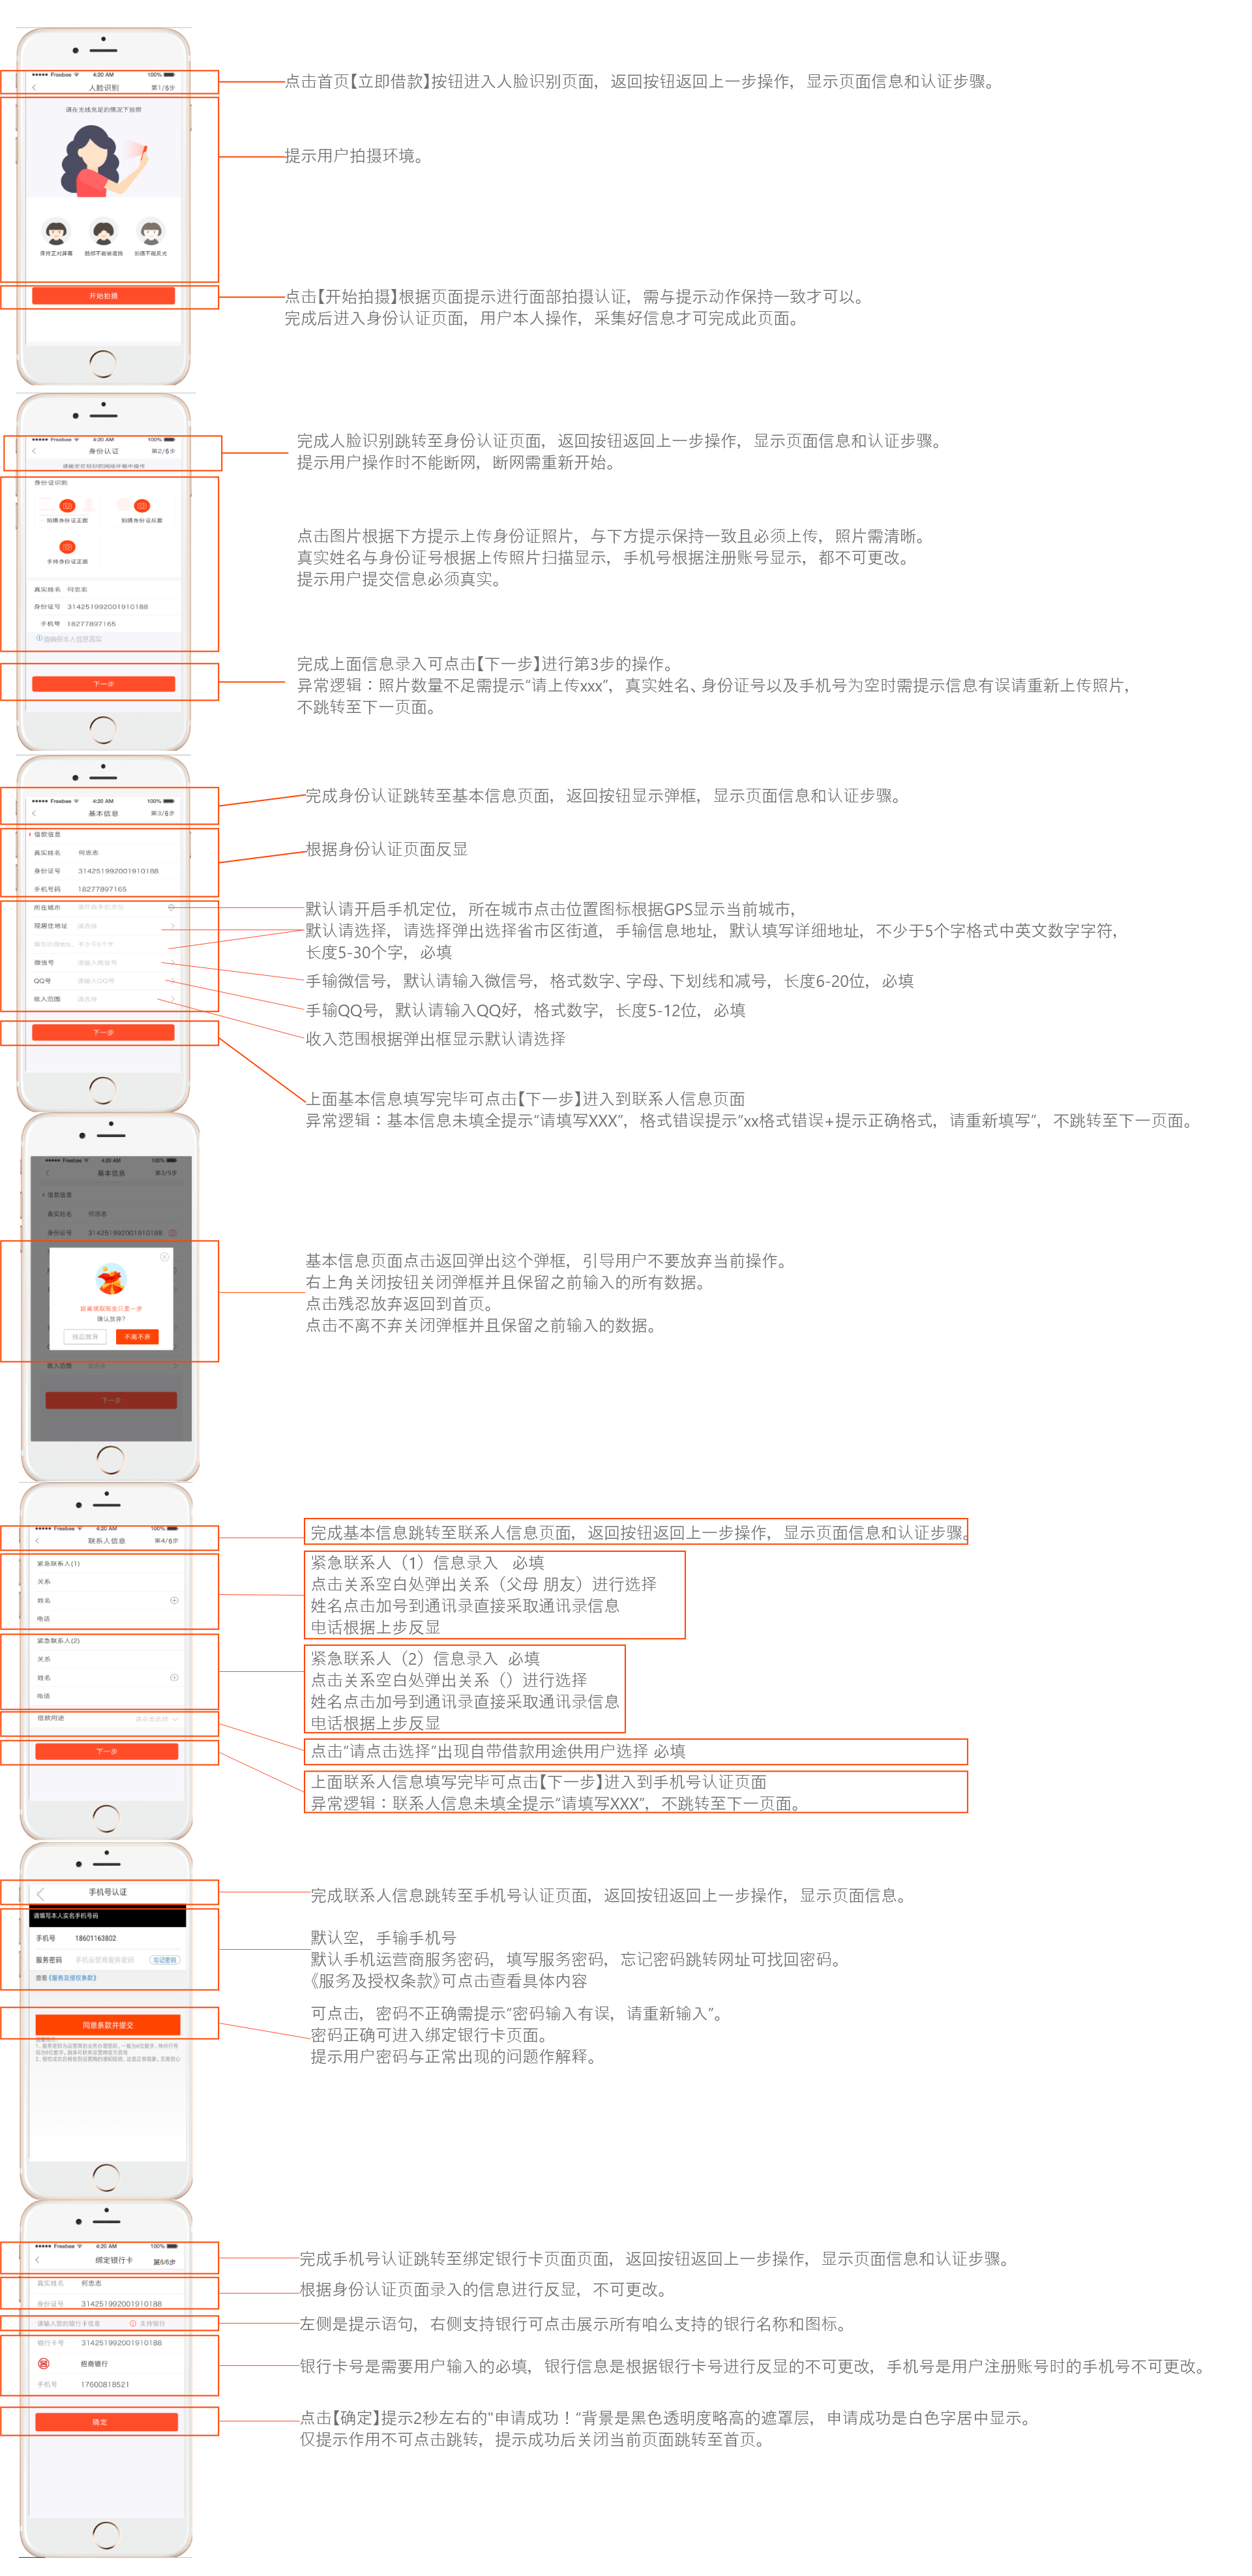 ●●●●● Freebee 4:20 AM 100%
人脸识别 第1/6步
点击首页【立即借款】按钮进入人脸识别页面，返回按钮返回上一步操作，显示页面信息和认证步骤。
请在光线充足的情况下拍照
提示用户拍摄环境。
保持正对屏幕 脸部不能被遮挡 拍摄不能反光
开始拍摄
点击【开始拍摄】根据页面提示进行面部拍摄认证，需与提示动作保持一致才可以。
完成后进入身份认证页面，用户本人操作，采集好信息才可完成此页面。
●●●●● Freebee 4:20 AM 100%
身份认证 第2/6步
完成人脸识别跳转至身份认证页面，返回按钮返回上一步操作，显示页面信息和认证步骤。
提示用户操作时不能断网，断网需重新开始。
身份证识别
拍摄身份证正面 拍摄身份证反面
手持身份证正面
点击图片根据下方提示上传身份证照片，与下方提示保持一致且必须上传，照片需清晰。
真实姓名与身份证号根据上传照片扫描显示，手机号根据注册账号显示，都不可更改。
提示用户提交信息必须真实。
真实姓名 何忠志
身份证号 314251992001910188
手机号 18277897165
请确保本人信息真实
下一步
完成上面信息录入可点击【下一步】进行第3步的操作。
异常逻辑：照片数量不足需提示“请上传xxx”，真实姓名、身份证号以及手机号为空时需提示信息有误请重新上传照片，
不跳转至下一页面。
●●●●● Freebee 4:20 AM 100%
基本信息 第3/6步
完成身份认证跳转至基本信息页面，返回按钮显示弹框，显示页面信息和认证步骤。
借款信息
真实姓名 何忠志
身份证号 314251992001910188
手机号码 18277897165
根据身份认证页面反显
所在城市 请开启手机定位
现居住地址 请选择
填写详细地址，不少于5个字
微信号 请输入微信号
QQ号 请输入QQ号
收入范围 请选择
默认请开启手机定位，所在城市点击位置图标根据GPS显示当前城市，
默认请选择，请选择弹出选择省市区街道，手输信息地址，默认填写详细地址，不少于5个字格式中英文数字字符，
长度5-30个字，必填
手输微信号，默认请输入微信号，格式数字、字母、下划线和减号，长度6-20位，必填
手输QQ号，默认请输入QQ好，格式数字，长度5-12位，必填
收入范围根据弹出框显示默认请选择
下一步
上面基本信息填写完毕可点击【下一步】进入到联系人信息页面
异常逻辑：基本信息未填全提示“请填写XXX”，格式错误提示“xx格式错误+提示正确格式，请重新填写”，不跳转至下一页面。
●●●●● Freebee 4:20 AM 100%
基本信息 第3/5步
借款信息
真实姓名 何忠志
身份证号 314251992001910188
距离领取现金只差一步
确认放弃?
残忍放弃 不离不弃
收入范围
下一步
基本信息页面点击返回弹出这个弹框，引导用户不要放弃当前操作。
右上角关闭按钮关闭弹框并且保留之前输入的所有数据。
点击残忍放弃返回到首页。
点击不离不弃关闭弹框并且保留之前输入的数据。
●●●●● Freebee 4:20 AM 100%
联系人信息 第4/6步
完成基本信息跳转至联系人信息页面，返回按钮返回上一步操作，显示页面信息和认证步骤。
紧急联系人(1)
关系
姓名
电话
紧急联系人（1）信息录入 必填
点击关系空白处弹出关系（父母 朋友）进行选择
姓名点击加号到通讯录直接采取通讯录信息
电话根据上步反显
紧急联系人(2)
关系
姓名
电话
紧急联系人（2）信息录入 必填
点击关系空白处弹出关系（）进行选择
姓名点击加号到通讯录直接采取通讯录信息
电话根据上步反显
借款用途 请点击选择
点击“请点击选择”出现自带借款用途供用户选择 必填
下一步
上面联系人信息填写完毕可点击【下一步】进入到手机号认证页面
异常逻辑：联系人信息未填全提示“请填写XXX”，不跳转至下一页面。
手机号认证
完成联系人信息跳转至手机号认证页面，返回按钮返回上一步操作，显示页面信息。
请填写本人实名手机号码
手机号 18601163802
服务密码 手机运营商服务密码 忘记密码
查看《服务及授权条款》
默认空，手输手机号
默认手机运营商服务密码，填写服务密码，忘记密码跳转网址可找回密码。
《服务及授权条款》可点击查看具体内容
同意条款并提交
可点击，密码不正确需提示“密码输入有误，请重新输入”。
密码正确可进入绑定银行卡页面。
提示用户密码与正常出现的问题作解释。
●●●●● Freebee 4:20 AM 100%
绑定银行卡 第6/6步
完成手机号认证跳转至绑定银行卡页面页面，返回按钮返回上一步操作，显示页面信息和认证步骤。
真实姓名 何忠志
身份证号 314251992001910188
根据身份认证页面录入的信息进行反显，不可更改。
请输入您的银行卡信息 支持银行
左侧是提示语句，右侧支持银行可点击展示所有咱么支持的银行名称和图标。
银行卡号 314251992001910188
招商银行
手机号 17600818521
银行卡号是需要用户输入的必填，银行信息是根据银行卡号进行反显的不可更改，手机号是用户注册账号时的手机号不可更改。
确定
点击【确定】提示2秒左右的"申请成功！“背景是黑色透明度略高的遮罩层，申请成功是白色字居中显示。
仅提示作用不可点击跳转，提示成功后关闭当前页面跳转至首页。